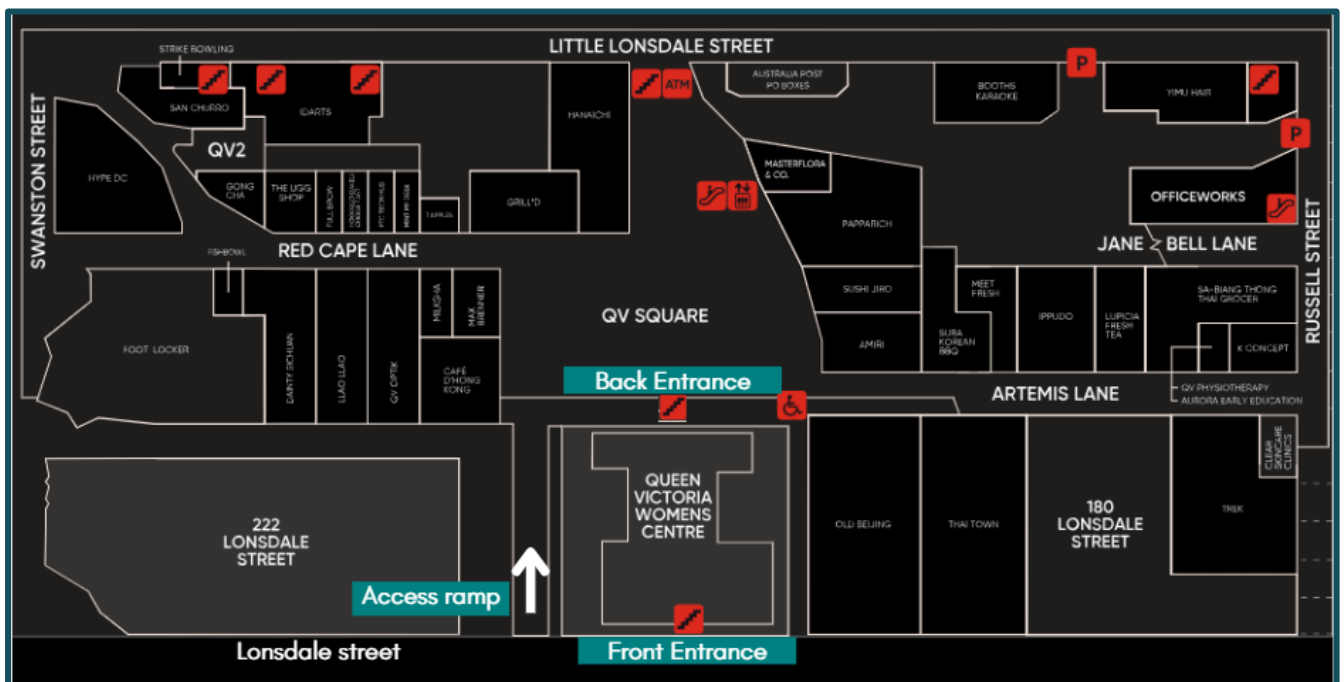 LITTLE LONSDALE STREET
STRIKE BOWLING
SAN CHURRO
IDARTS
HANAICHI
ATM
AUSTRALIA POST
PO BOXES
BOOTHS
KARAOKE
P
YIMU HAIR
P
SWANSTON STREET
HYPE DC
QV2
GONG
CHA
THE UGG
SHOP
FULL BROW
GRILL'D
MASTERFLORA
& CO.
PAPPARICH
OFFICEWORKS
RED CAPE LANE
JANE
BELL LANE
RUSSELL STREET
FISHBOWL
FOOT LOCKER
DAINTY SICHUAN
LLAO LLAO
QV OPTIX
MILKSHA
MAX
BRENNER
CAFÉ
D'HONG
KONG
QV SQUARE
SUSHI JIRO
AMIRI
SURA
KOREAN
BBQ
MEET
FRESH
IPPUDO
LUPICIA
FRESH
TEA
SA-BIANG THONG
THAI GROCER
K CONCEPT
QV PHYSIOTHERAPY
AURORA EARLY EDUCATION
Back Entrance
ARTEMIS LANE
222
LONSDALE
STREET
QUEEN
VICTORIA
WOMENS
CENTRE
OLD BEIJING
THAI TOWN
180
LONSDALE
STREET
CLEAR
SKINCARE
CLINICS
TREK
Access ramp
Lonsdale street
Front Entrance